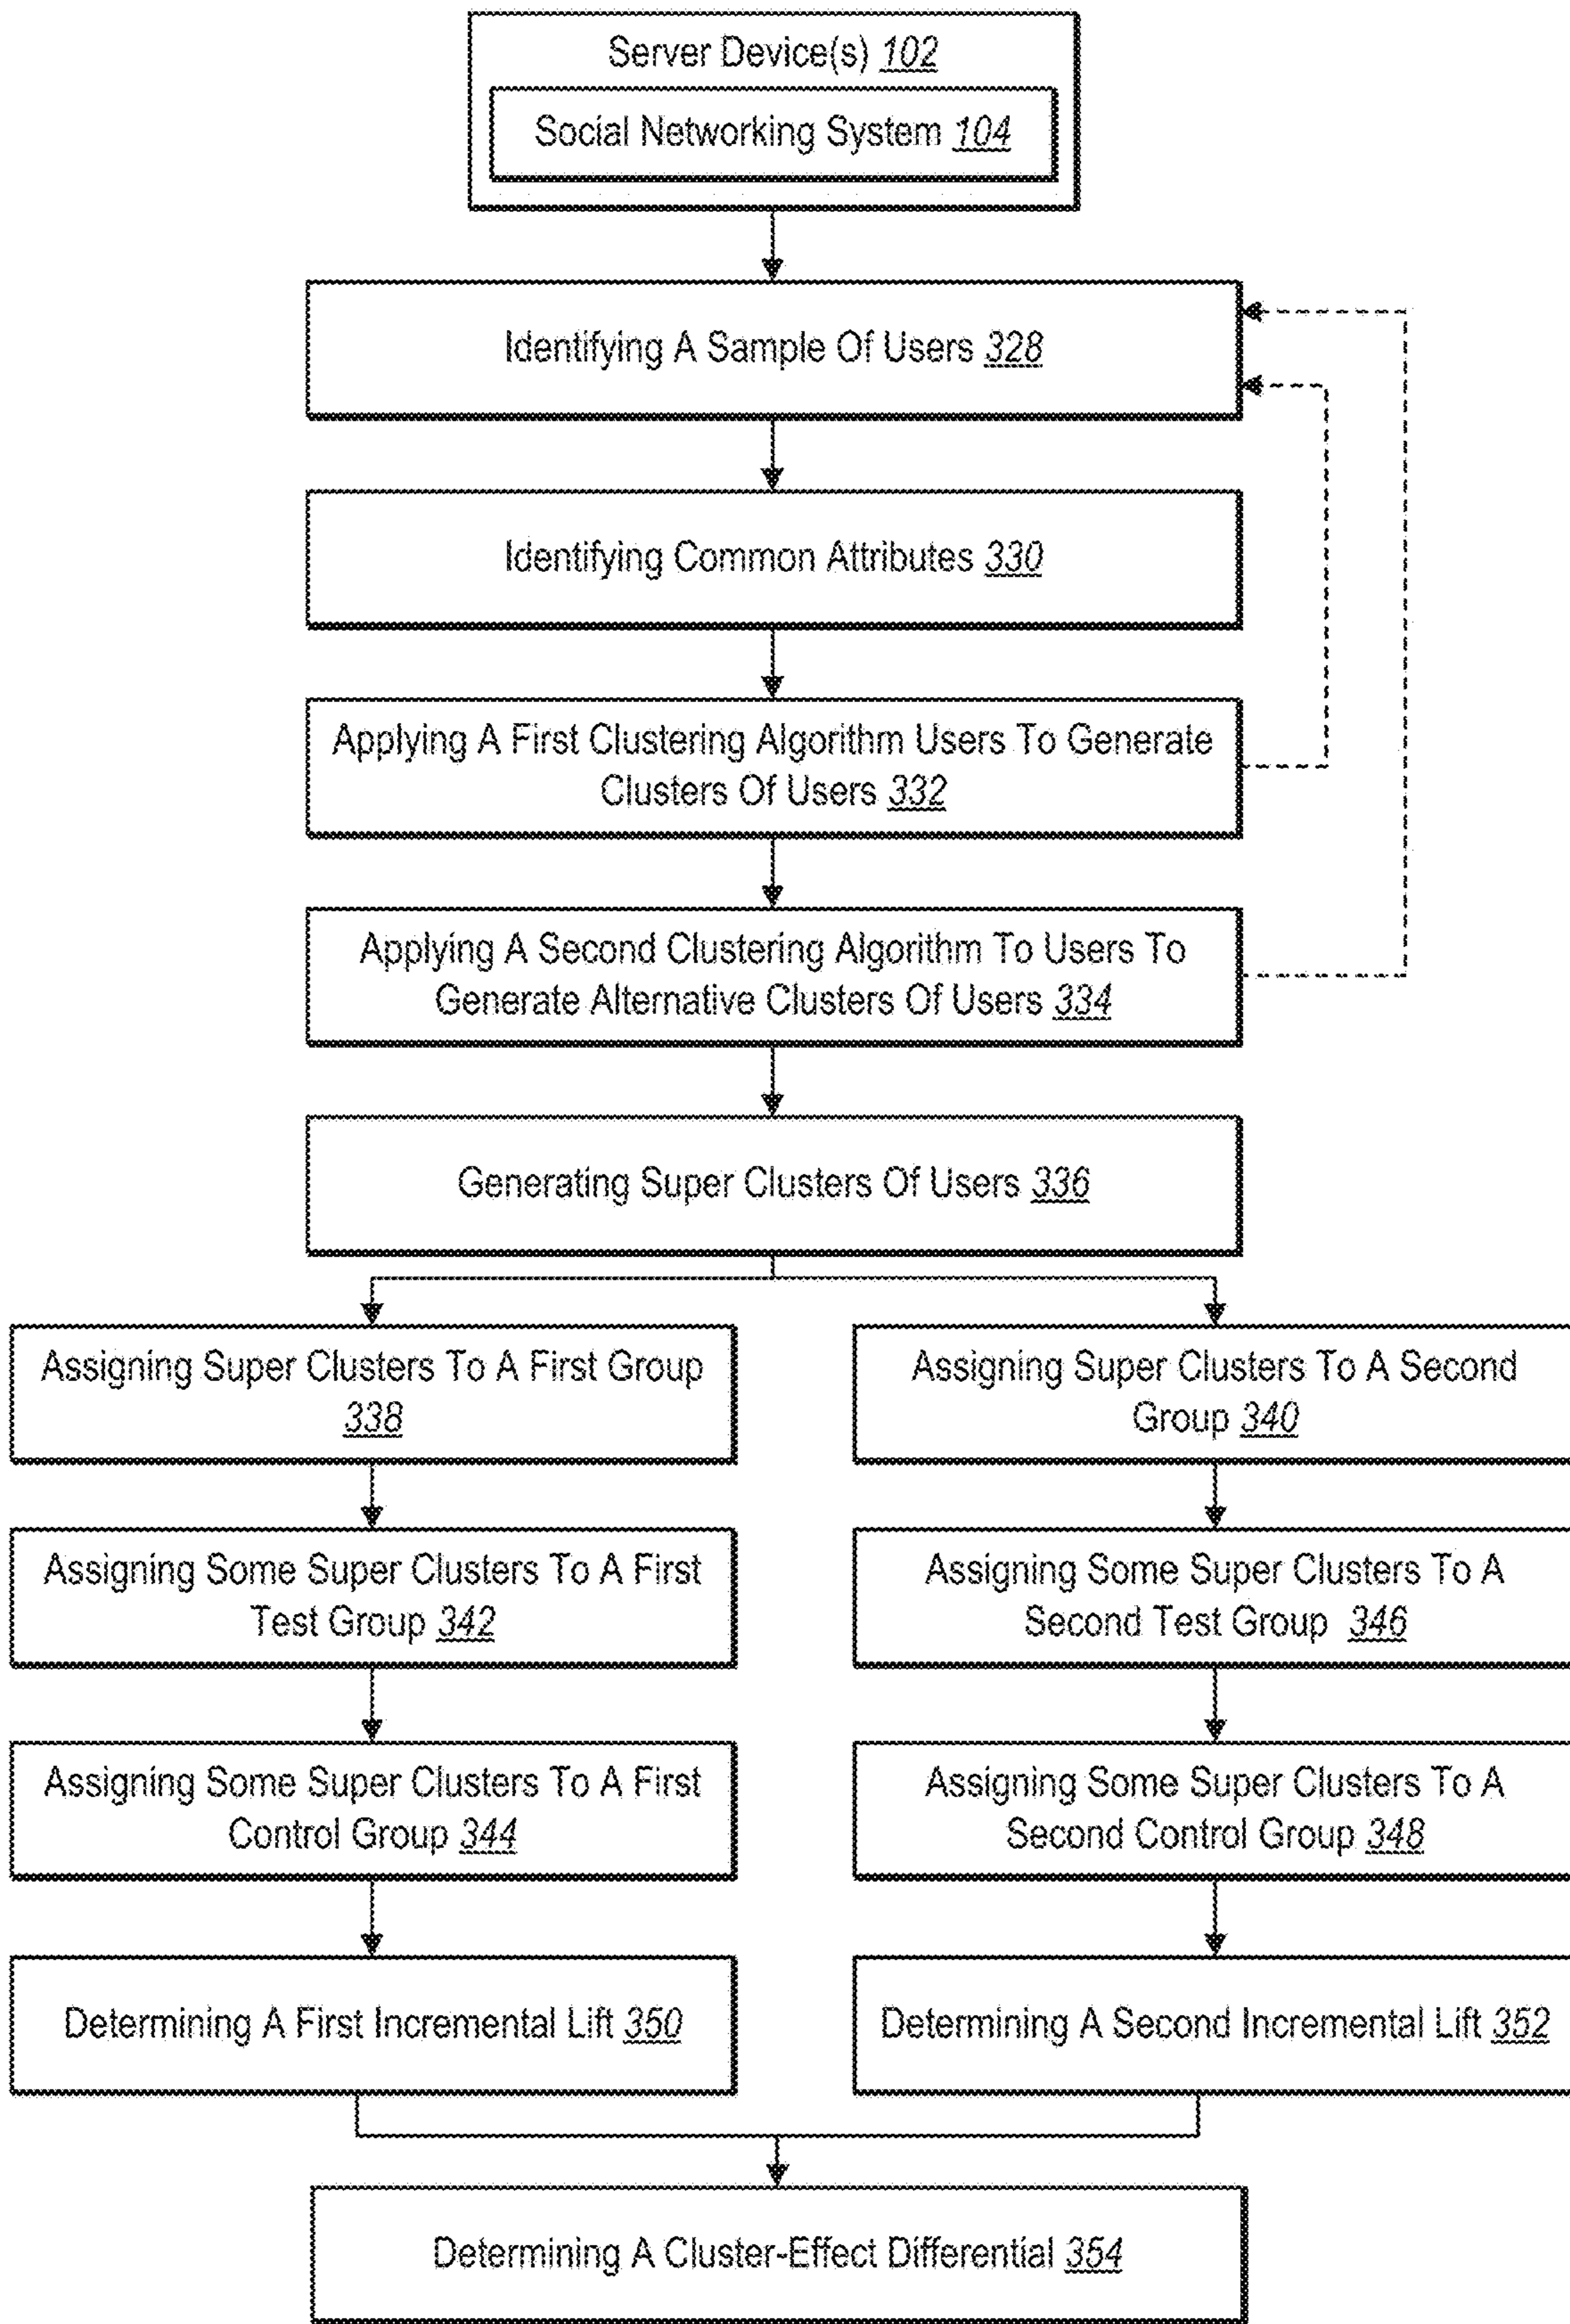 Server Device(s) 102
Social Networking System 104
Identifying A Sample Of Users 328
Identifying Common Attributes 330
Applying A First Clustering Algorithm Users To Generate
Clusters Of Users 332
Applying A Second Clustering Algorithm To Users To
Generate Alternative Clusters Of Users 334
Generating Super Clusters Of Users 336
Assigning Super Clusters To A First Group
338
Assigning Super Clusters To A Second
Group 340
Assigning Some Super Clusters To A First
Test Group 342
Assigning Some Super Clusters To A
Second Test Group 346
Assigning Some Super Clusters To A First
Control Group 344
Assigning Some Super Clusters To A
Second Control Group 348
Determining A First Incremental Lift 350
Determining A Second Incremental Lift 352
Determining A Cluster-Effect Differential 354